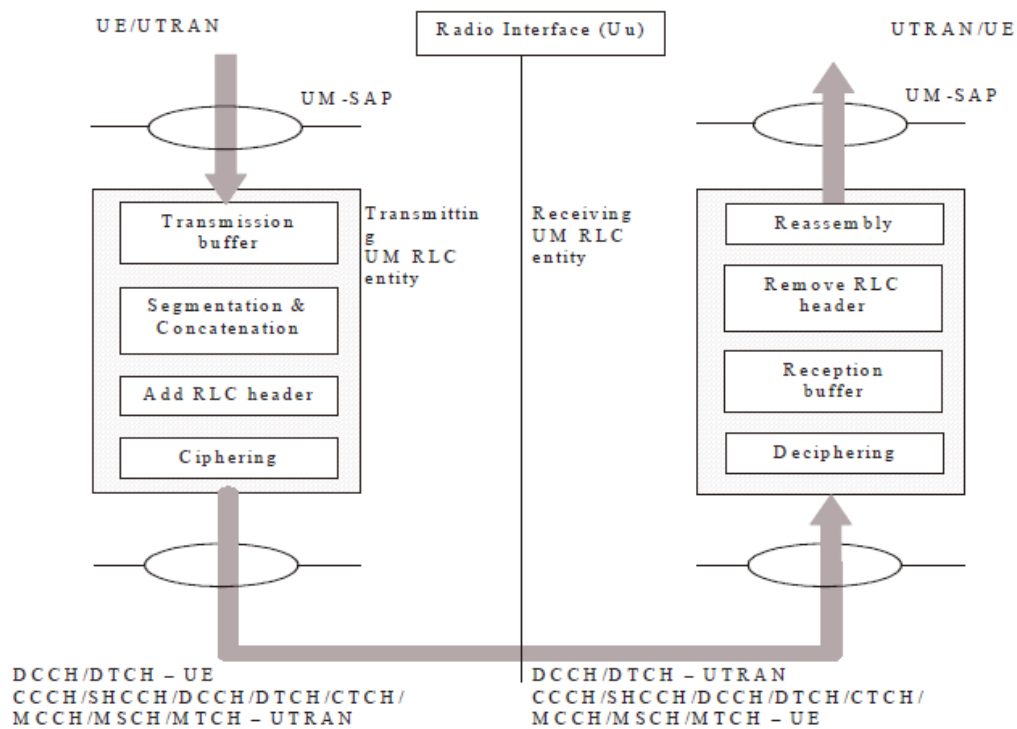 UE/UTRAN
Radio Interface (Uu)
UTRAN/UE
UM-SAP
UM-SAP
Transmission
buffer
Segmentation &
Concatenation
Add RLC header
Ciphering
Transmittin
g
UM RLC
entity
Receiving
UM RLC
entity
Reassembly
Remove RLC
header
Reception
buffer
Deciphering
DCCH/DTCH – UE
CCCH/SHCCH/DCCH/DTCH/CTCH/
MCCH/MSCH/MTCH – UTRAN
DCCH/DTCH – UTRAN
CCCH/SHCCH/DCCH/DTCH/CTCH/
MCCH/MSCH/MTCH – UE